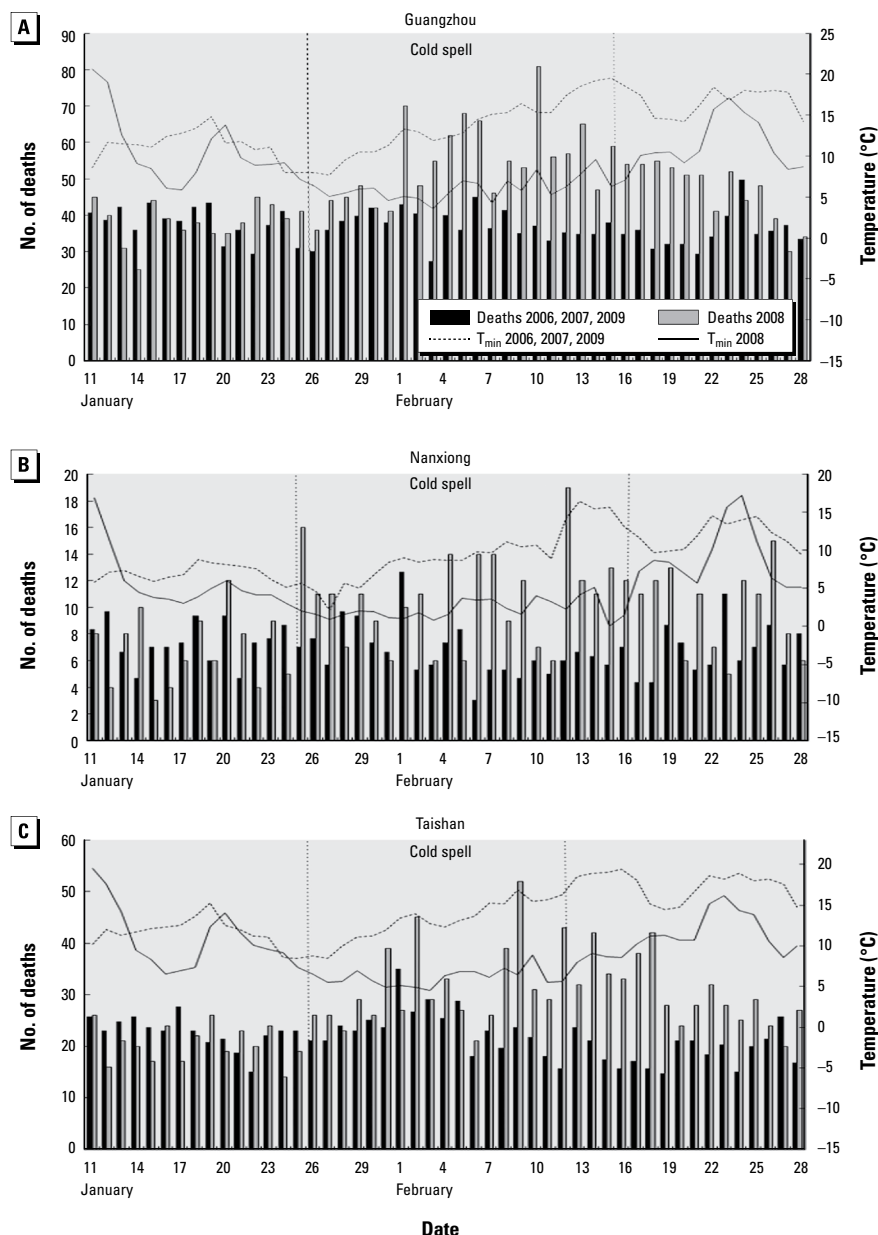 A
Guangzhou
Cold spell
90
80
70
60
50
40
30
20
10
0
No. of deaths
25
20
15
10
5
0
–5
–10
–15
Temperature (°C)
Deaths 2006, 2007, 2009
Deaths 2008
Tmin 2006, 2007, 2009
Tmin 2008
11 14 17 20 23 26 29 1 4 7 10 13 16 19 22 25 28
January February
B
Nanxiong
Cold spell
20
18
16
14
12
10
8
6
4
2
0
No. of deaths
20
15
10
5
0
–5
–10
–15
Temperature (°C)
11 14 17 20 23 26 29 1 4 7 10 13 16 19 22 25 28
January February
C
Taishan
Cold spell
60
50
40
30
20
10
0
No. of deaths
20
15
10
5
0
–5
–10
–15
Temperature (°C)
11 14 17 20 23 26 29 1 4 7 10 13 16 19 22 25 28
January February
Date